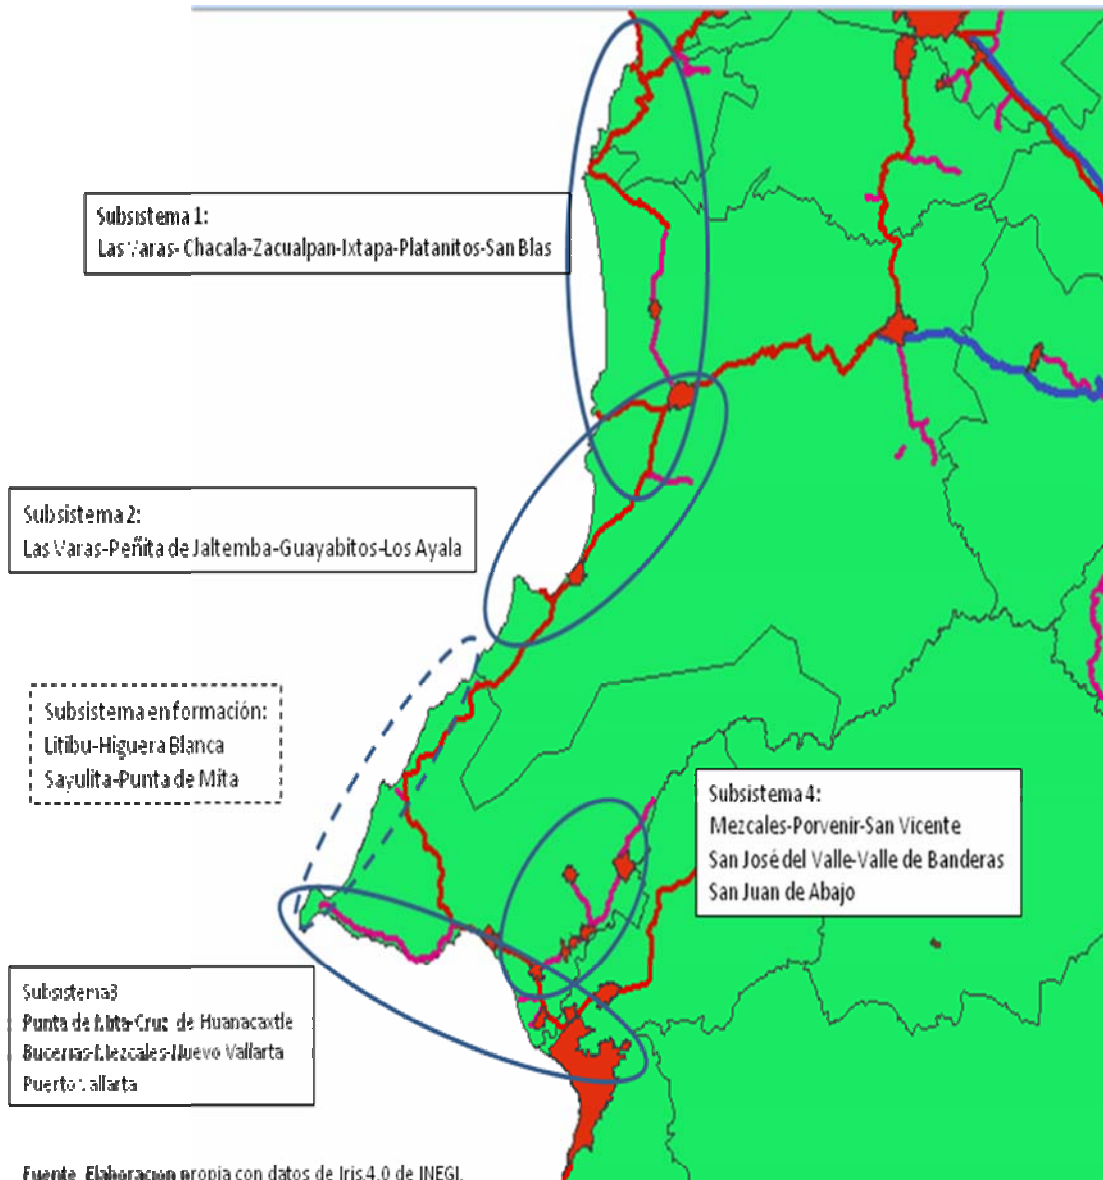 Subsistema 1:
Las Varas- Chacala-Zacualpan-Ixtapa-Platanitos-San Blas
Subsistema 2:
Las Varas-Peñita de Jaltemba-Guayabitos-Los Ayala
Subsistema en formación:
Litibu-Higuera Blanca
Sayulita-Punta de Mita
Subsistema 4:
Mezcales-Porvenir-San Vicente
San José del Valle-Valle de Banderas
San Juan de Abajo
Subsistema3
Punta de Mita-Cruz de Huanacaxtle
Bucerias-Mezcales-Nuevo Vallarta
Puerto Vallarta
Fuente Elaboracion propia con datos de Iris.4.0 de INEGI.